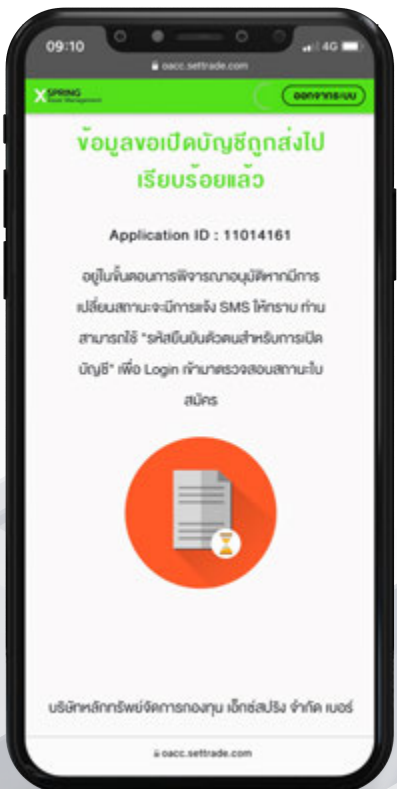 09:10
4G
oacc.settrade.com
XSPRING
Asset Management
ออกจากระบบ
ข้อมูลขอเปิดบัญชีถูกส่งไป
เรียบร้อยแล้ว
Application ID : 11014161
อยู่ในขั้นตอนการพิจารณาอนุมัติหากมีการ
เปลี่ยนสถานะจะมีการแจ้ง SMS ให้ทราบ ท่าน
สามารถใช้ "รหัสยืนยันตัวตนสำหรับการเปิด
บัญชี" เพื่อ Login เข้ามาตรวจสอบสถานะใบ
สมัคร
บริษัทหลักทรัพย์จัดการกองทุน เอ็กซ์สปริง จำกัด เบอร์
oacc.settrade.com